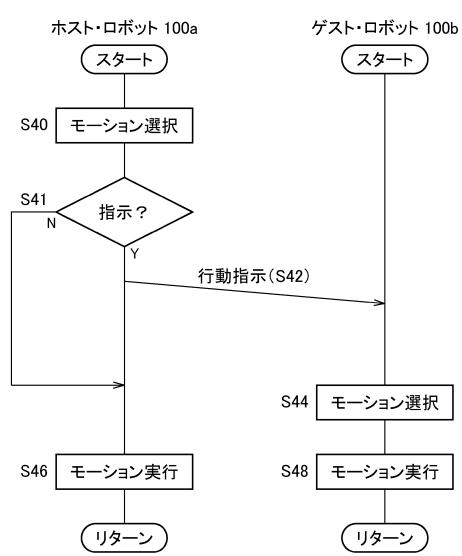 ホスト・ロボット 100a
ゲスト・ロボット 100b
スタート
スタート
S40
モーション選択
S41
指示？
N
Y
行動指示(S42)
S44
モーション選択
S46
モーション実行
S48
モーション実行
リターン
リターン